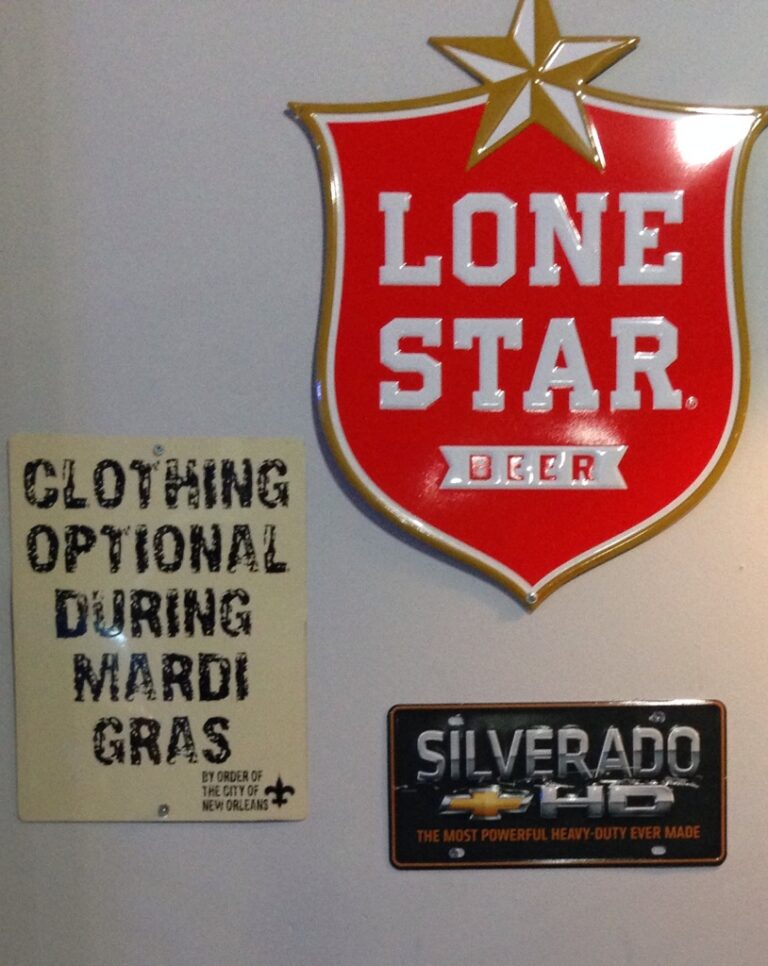 LONE
STAR®
BEER
CLOTHING
OPTIONAL
DURING
MARDI
GRAS
BY ORDER OF
THE CITY OF
NEW ORLEANS
SILVERADO
HD
THE MOST POWERFUL HEAVY-DUTY EVER MADE